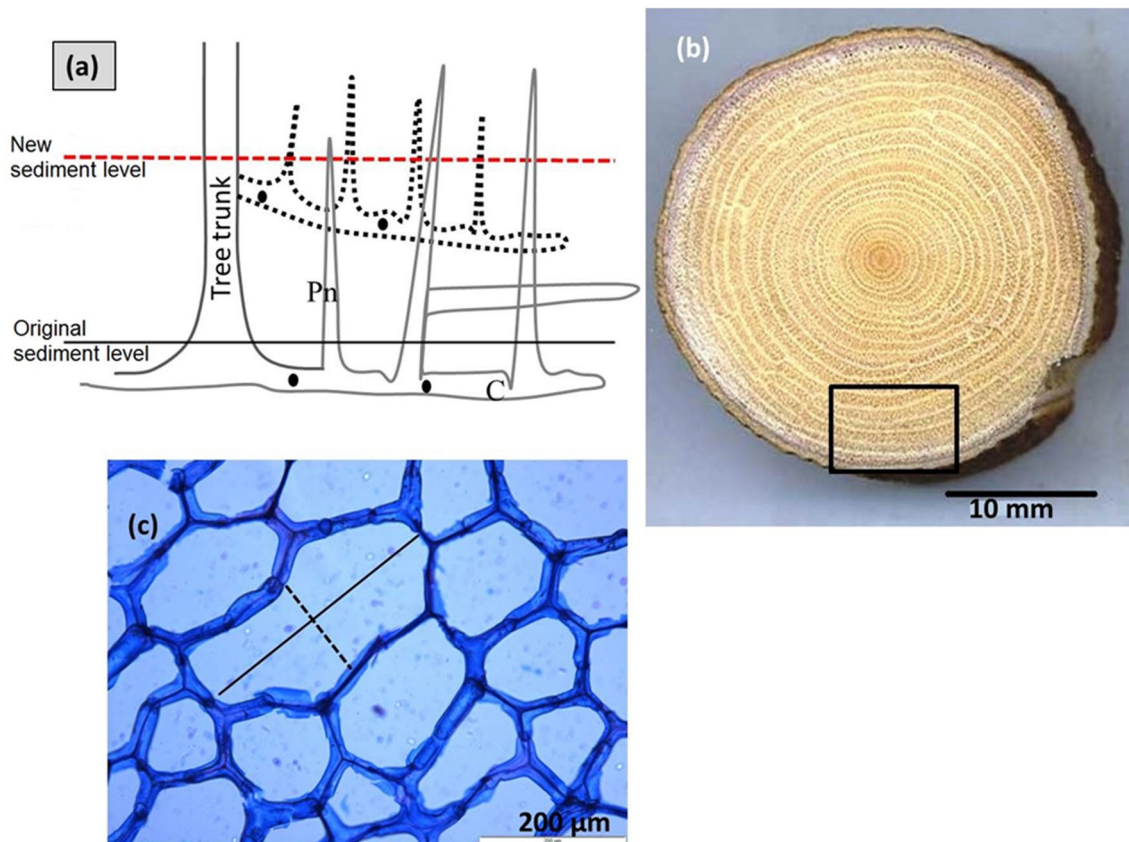 (a)
New
sediment level
Tree trunk
Pn
Original
sediment level
C
(b)
10 mm
(c)
200 µm